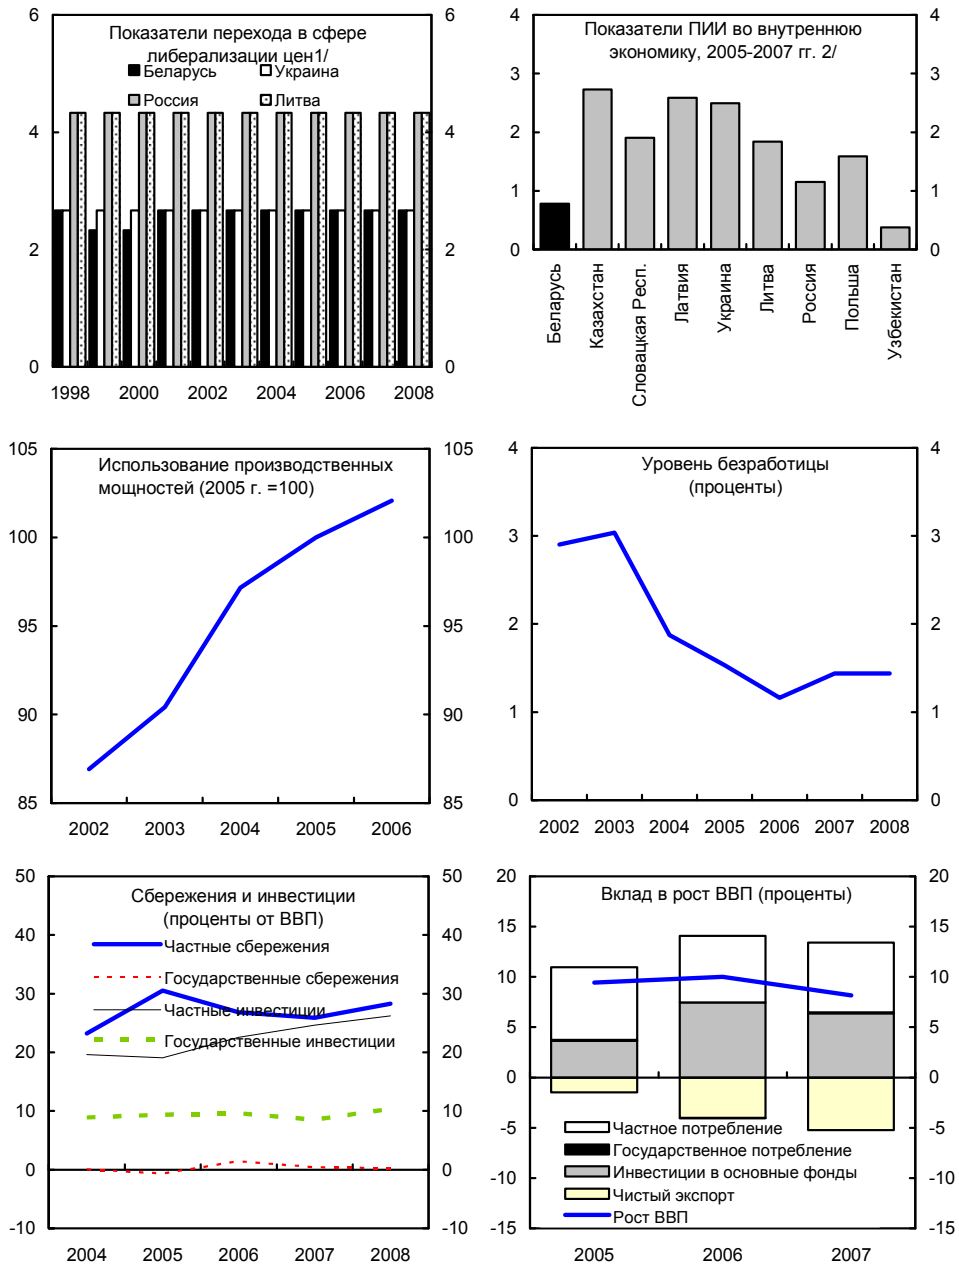 Показатели перехода в сфере
либерализации цен1/
Беларусь
Украина
Россия
Литва
6
4
2
0
6
4
2
0
1998 2000 2002 2004 2006 2008
Показатели ПИИ во внутреннюю
экономику, 2005-2007 гг. 2/
4
3
2
1
0
4
3
2
1
0
Беларусь
Казахстан
Словацкая Респ.
Латвия
Украина
Литва
Россия
Польша
Узбекистан
Использование производственных
мощностей (2005 г. =100)
105
100
95
90
85
105
100
95
90
85
2002 2003 2004 2005 2006
Уровень безработицы
(проценты)
4
3
2
1
0
4
3
2
1
0
2002 2003 2004 2005 2006 2007 2008
Сбережения и инвестиции
(проценты от ВВП)
Частные сбережения
Государственные сбережения
Частные инвестиции
Государственные инвестиции
50
40
30
20
10
0
-10
50
40
30
20
10
0
-10
2004 2005 2006 2007 2008
Вклад в рост ВВП (проценты)
20
15
10
5
0
-5
-10
-15
20
15
10
5
0
-5
-10
-15
Частное потребление
Государственное потребление
Инвестиции в основные фонды
Чистый экспорт
Рост ВВП
2005 2006 2007